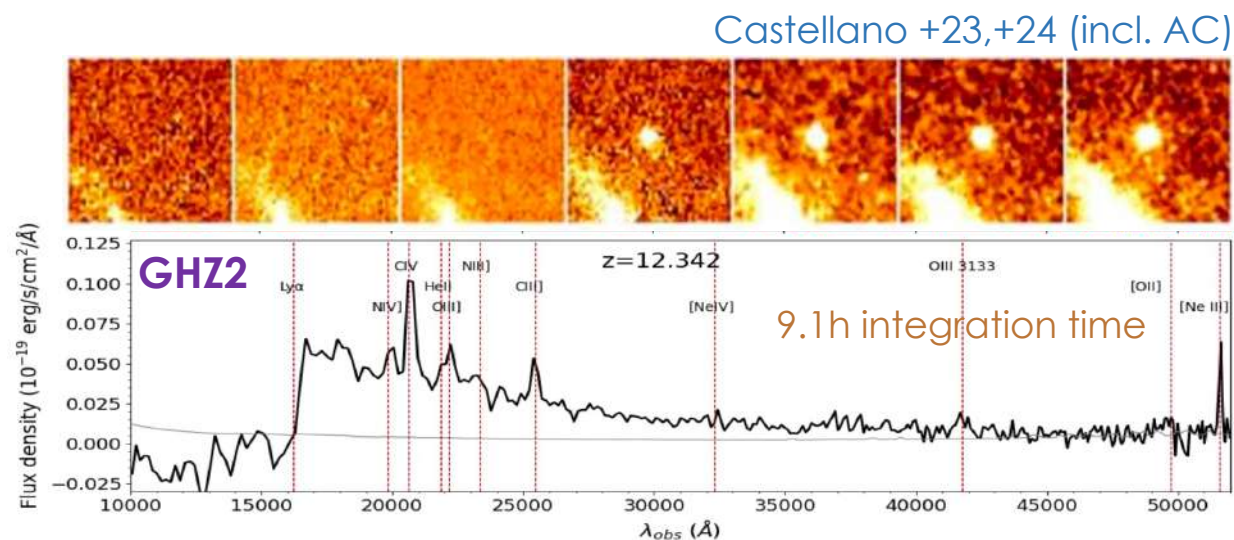 Castellano +23,+24 (incl. AC)
Flux density (10⁻¹⁹ erg/s/cm²/Å)
0.125
0.100
0.075
0.050
0.025
0.000
−0.025
GHZ2
z=12.342
9.1h integration time
Lyα
NIV]
CIV
HeII
OIII]
NIII]
CIII]
[NeIV]
OIII 3133
[OII]
[Ne III]
10000 15000 20000 25000 30000 35000 40000 45000 50000
λobs (Å)